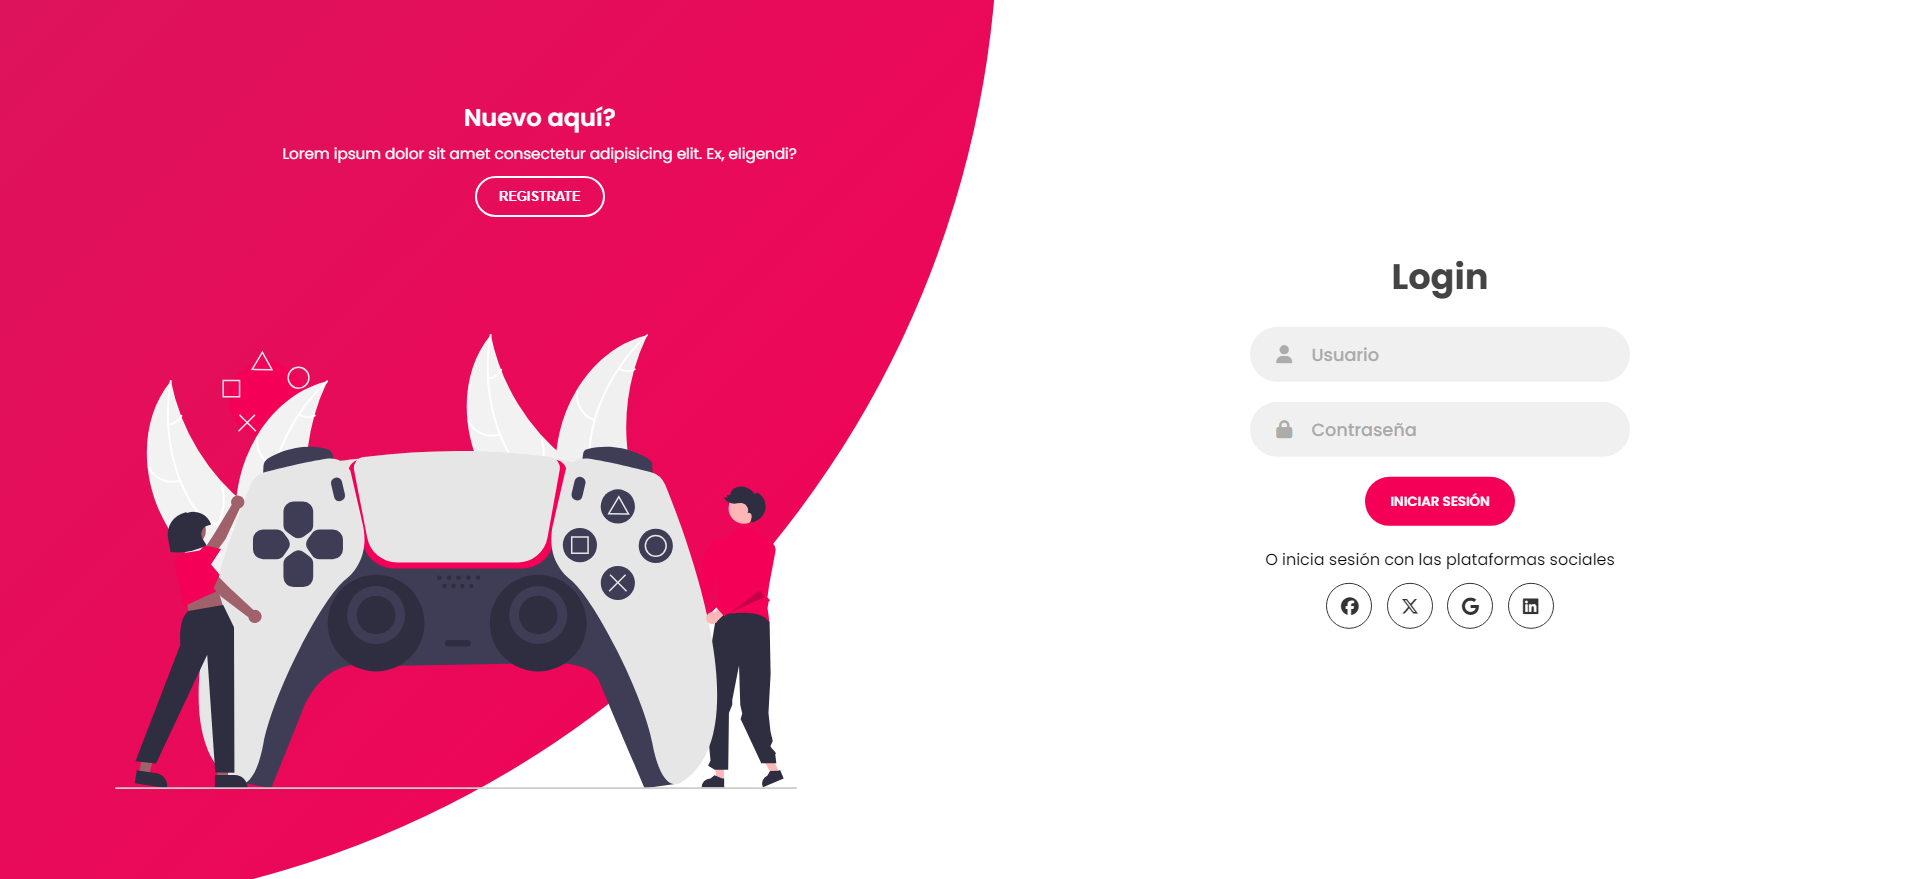 Nuevo aquí?
Lorem ipsum dolor sit amet consectetur adipisicing elit. Ex, eligendi?
REGISTRATE
Login
Usuario
Contraseña
INICIAR SESIÓN
O inicia sesión con las plataformas sociales